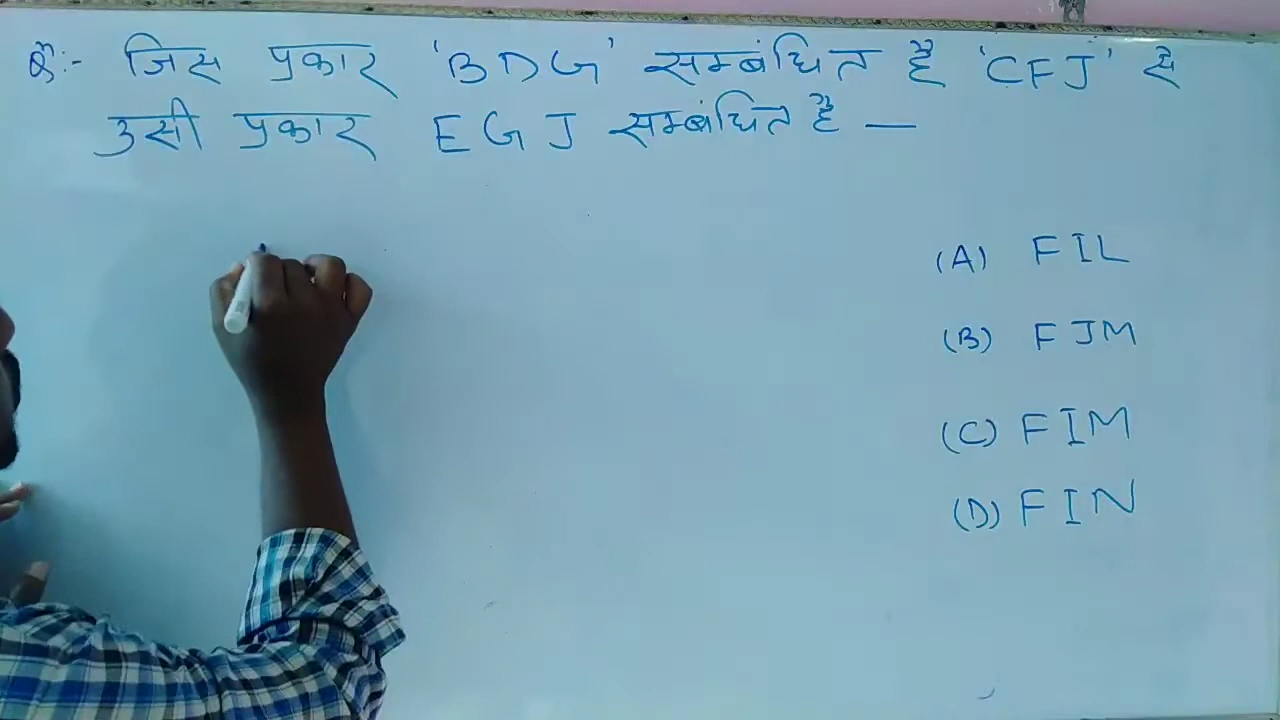 जिस प्रकार 'BDG' सम्बंधित है 'CFJ' से
उसी प्रकार EGJ सम्बंधित है —
(A) FIL
(B) FJM
(C) FIM
(D) FIN